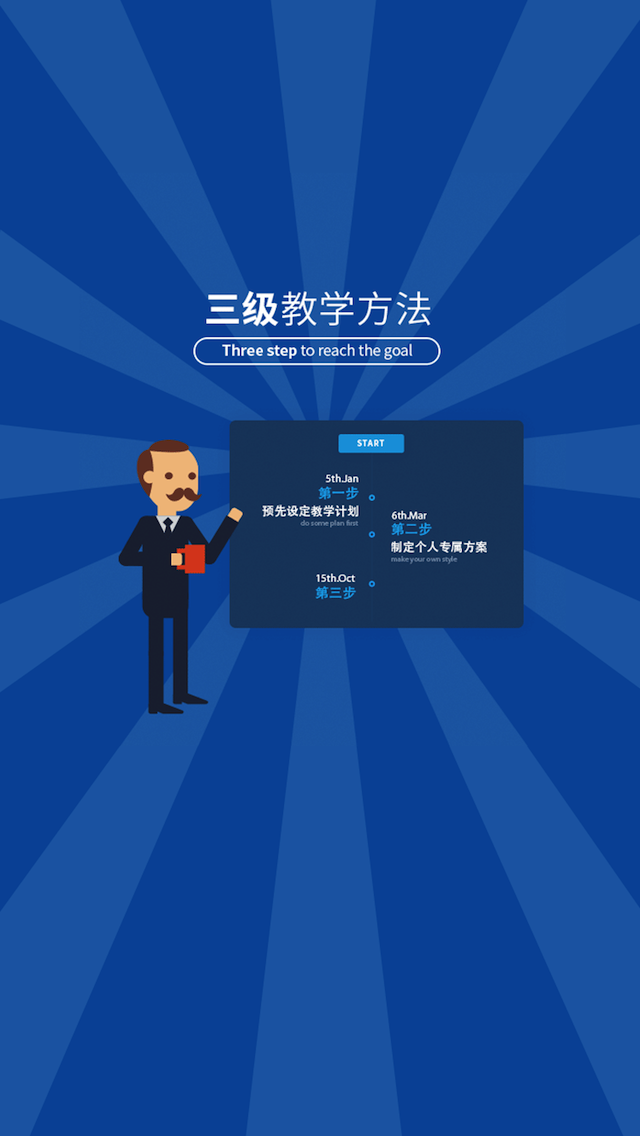 三级教学方法
Three step to reach the goal
START
5th.Jan
第一步
预先设定教学计划
do some plan first
6th.Mar
第二步
制定个人专属方案
make your own style
15th.Oct
第三步